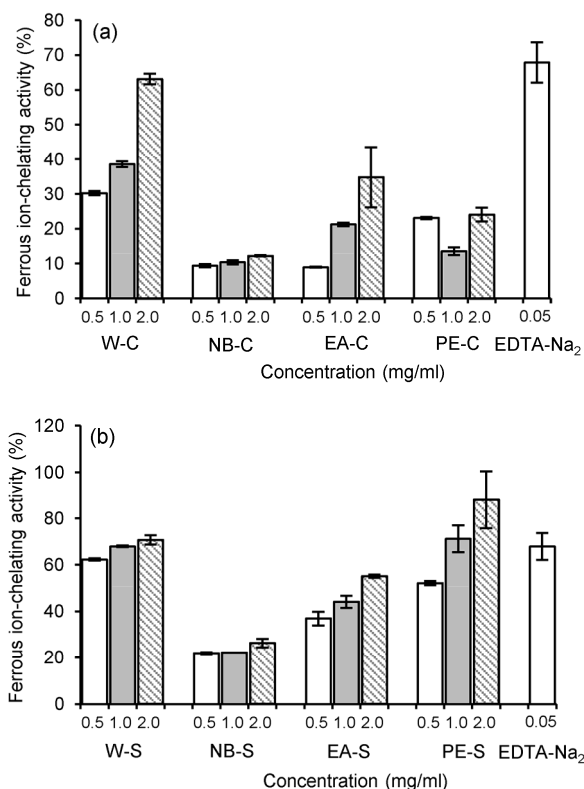 (a)
Ferrous ion-chelating activity (%)
80
70
60
50
40
30
20
10
0
0.5 1.0 2.0 0.5 1.0 2.0 0.5 1.0 2.0 0.5 1.0 2.0 0.05
W-C NB-C EA-C PE-C EDTA-Na₂
Concentration (mg/ml)
(b)
Ferrous ion-chelating activity (%)
120
100
80
60
40
20
0
0.5 1.0 2.0 0.5 1.0 2.0 0.5 1.0 2.0 0.5 1.0 2.0 0.05
W-S NB-S EA-S PE-S EDTA-Na₂
Concentration (mg/ml)